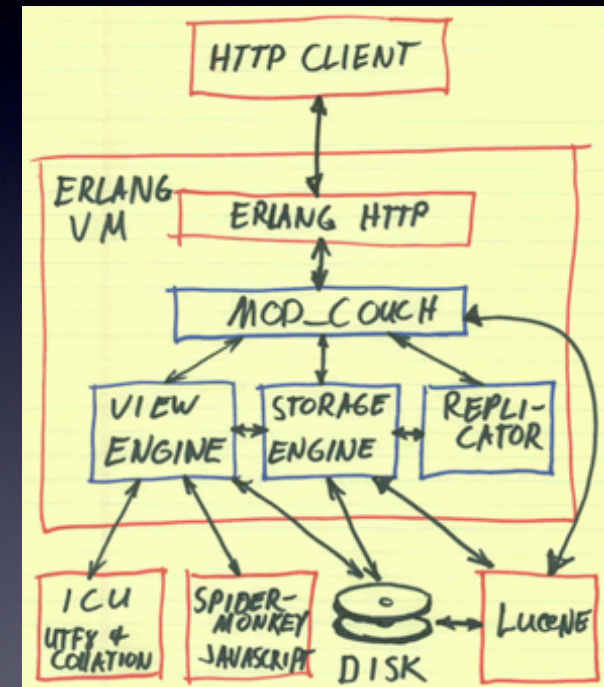 HTTP CLIENT
ERLANG
VM
ERLANG HTTP
MOD_COUCH
VIEW
ENGINE
STORAGE
ENGINE
REPLI-
CATOR
ICU
UTF8 &
COLLATION
SPIDER-
MONKEY
JAVASCRIPT
DISK
LUCENE